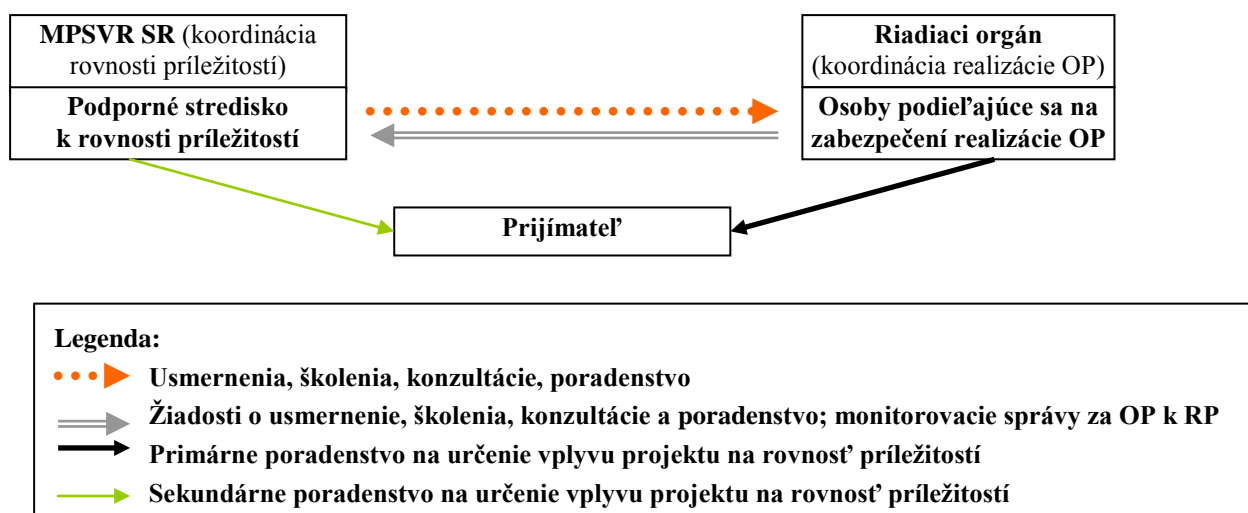 MPSVR SR (koordinácia
rovnosti príležitostí)
Podporné stredisko
k rovnosti príležitostí
Riadiaci orgán
(koordinácia realizácie OP)
Osoby podieľajúce sa na
zabezpečení realizácie OP
Prijímateľ
Legenda:
Usmernenia, školenia, konzultácie, poradenstvo
Žiadosti o usmernenie, školenia, konzultácie a poradenstvo; monitorovacie správy za OP k RP
Primárne poradenstvo na určenie vplyvu projektu na rovnosť príležitostí
Sekundárne poradenstvo na určenie vplyvu projektu na rovnosť príležitostí